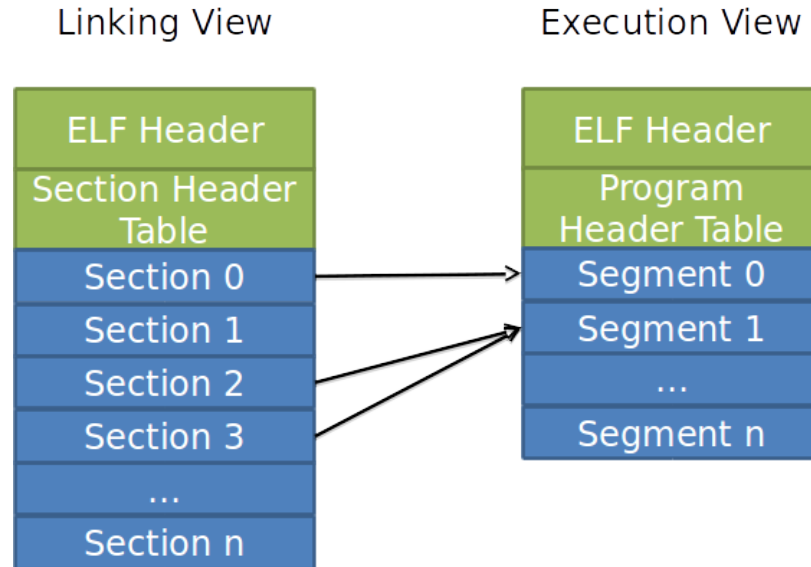 Linking View
ELF Header
Section Header
Table
Section 0
Section 1
Section 2
Section 3
...
Section n
Execution View
ELF Header
Program
Header Table
Segment 0
Segment 1
...
Segment n